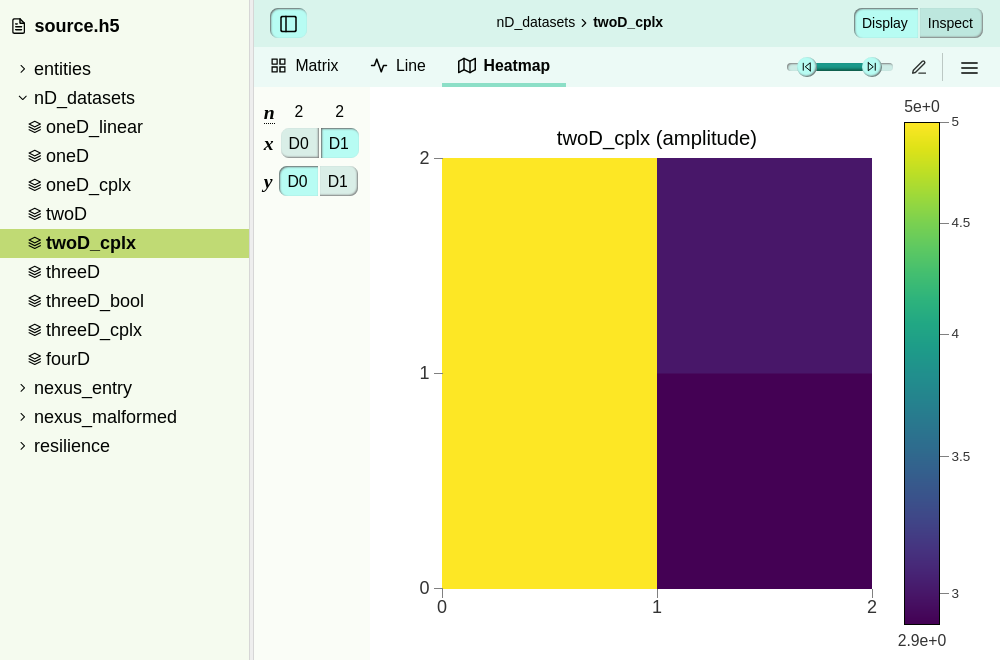 source.h5
entities
nD_datasets
oneD_linear
oneD
oneD_cplx
twoD
twoD_cplx
threeD
threeD_bool
threeD_cplx
fourD
nexus_entry
nexus_malformed
resilience
nD_datasets › twoD_cplx
Display Inspect
Matrix Line Heatmap
n 2 2
x D0 D1
y D0 D1
twoD_cplx (amplitude)
2
1
0
0 1 2
5e+0
5
4.5
4
3.5
3
2.9e+0